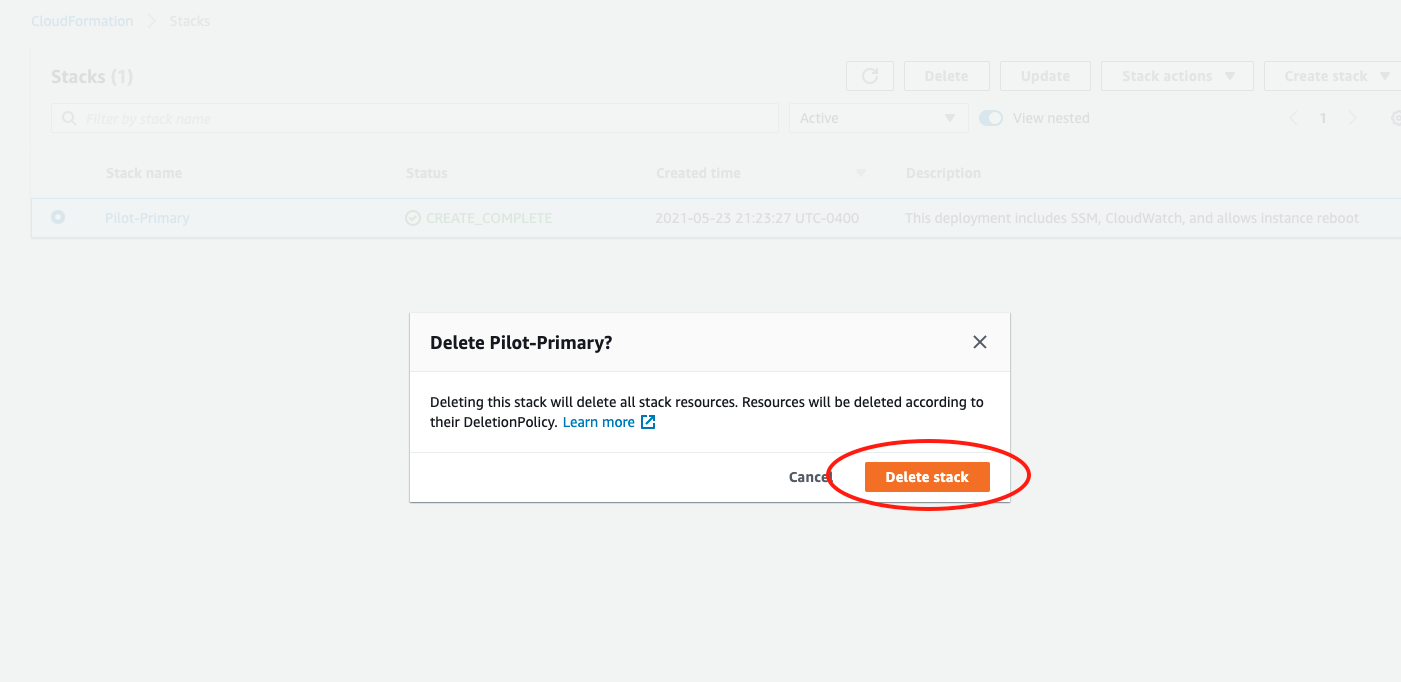 CloudFormation Stacks
Stacks (1)
Delete
Update
Stack actions
Create stack
Filter by stack name
Active
View nested
1
Stack name Status Created time Description
Pilot-Primary CREATE_COMPLETE 2021-05-23 21:23:27 UTC-0400 This deployment includes SSM, CloudWatch, and allows instance reboot
Delete Pilot-Primary?
Deleting this stack will delete all stack resources. Resources will be deleted according to
their DeletionPolicy. Learn more
Cancel
Delete stack